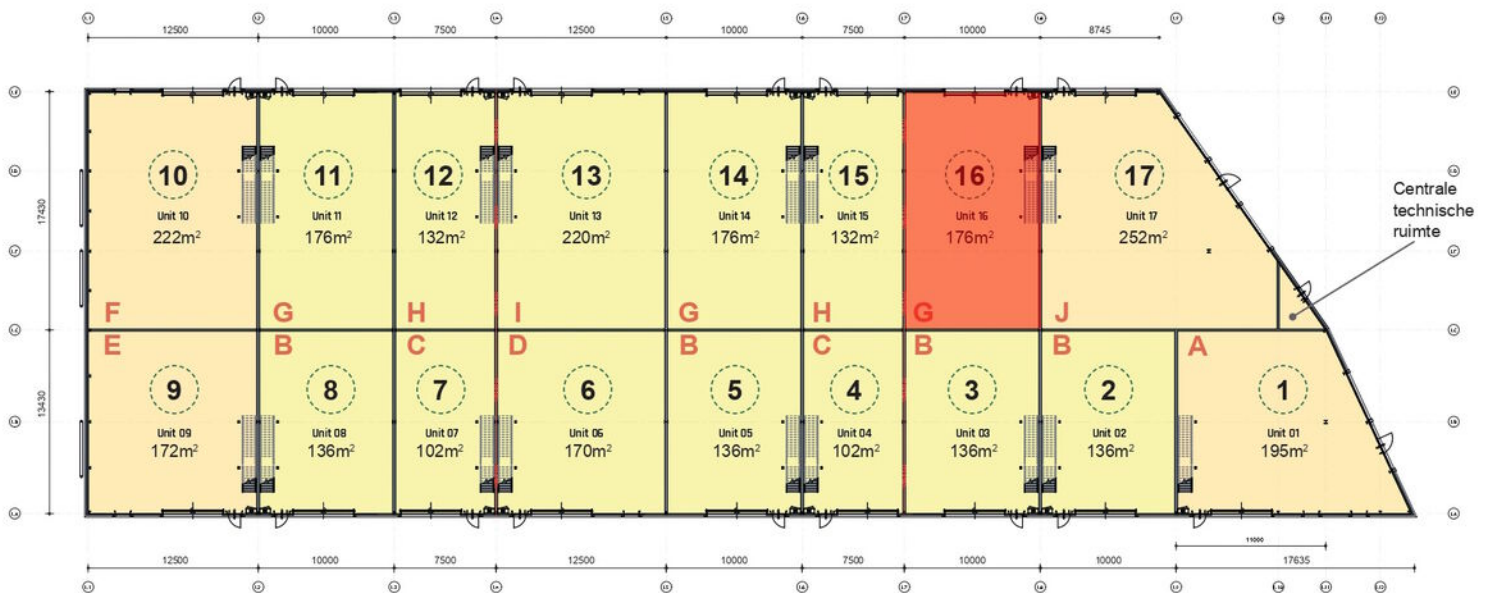 12500 10000 7500 12500 10000 7500 10000 8745
17430
13430
10 11 12 13 14 15 16 17
Unit 10 Unit 11 Unit 12 Unit 13 Unit 14 Unit 15 Unit 16 Unit 17
222m² 176m² 132m² 220m² 176m² 132m² 176m² 252m²
Centrale
technische
ruimte
F G H I G H G J
E B C D B C B B A
9 8 7 6 5 4 3 2 1
Unit 09 Unit 08 Unit 07 Unit 06 Unit 05 Unit 04 Unit 03 Unit 02 Unit 01
172m² 136m² 102m² 170m² 136m² 102m² 136m² 136m² 195m²
11000
12500 10000 7500 12500 10000 7500 10000 10000 17635